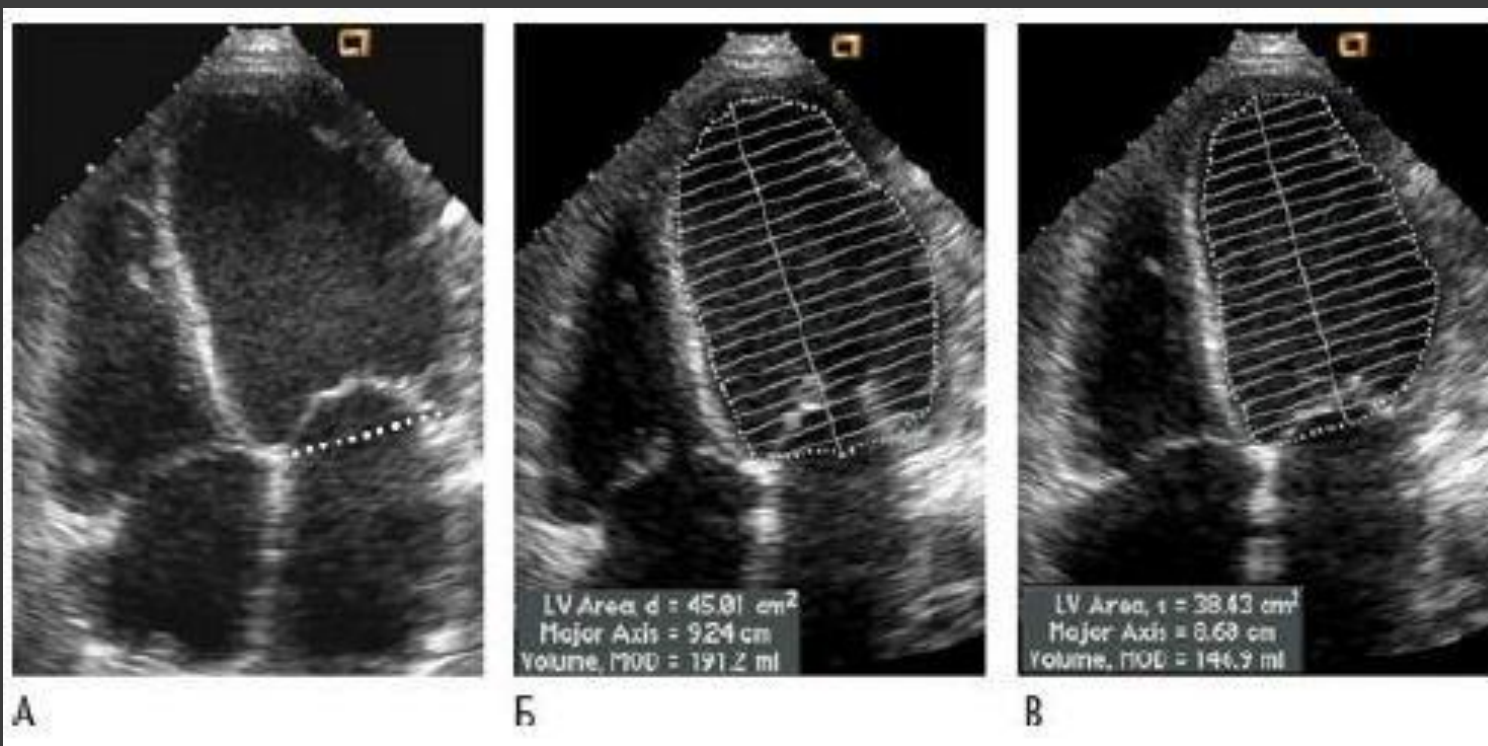 LV Area, d = 45.01 cm²
Major Axis = 9.24 cm
Volume, MOD = 191.2 ml
LV Area, s = 38.43 cm²
Major Axis = 8.60 cm
Volume, MOD = 146.9 ml
А
Б
В